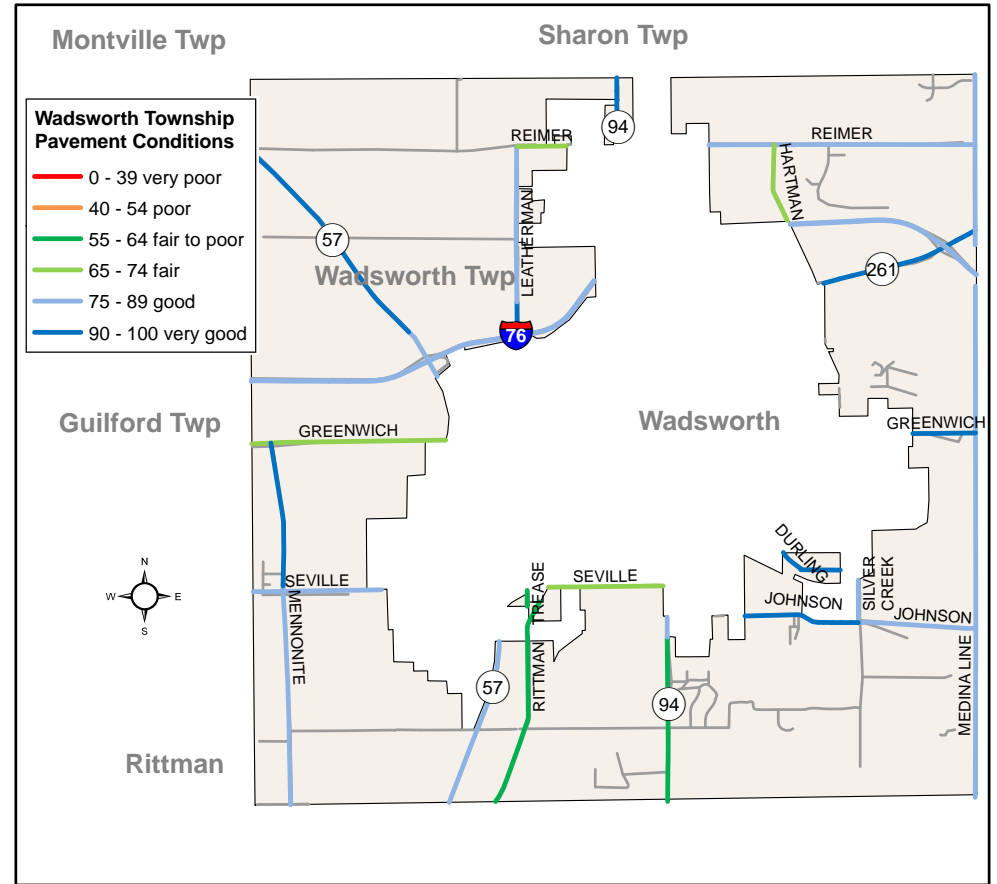 Montville Twp
Sharon Twp
Wadsworth Township
Pavement Conditions
0 - 39 very poor
40 - 54 poor
55 - 64 fair to poor
65 - 74 fair
75 - 89 good
90 - 100 very good
94
REIMER
REIMER
HARTMAN
57
LEATHERMAN
Wadsworth Twp
261
76
Guilford Twp
GREENWICH
Wadsworth
GREENWICH
N
W
E
S
SEVILLE
MENNONITE
TREASE
SEVILLE
DURLING
JOHNSON
SILVER
CREEK
JOHNSON
RITTMAN
57
94
MEDINA LINE
Rittman